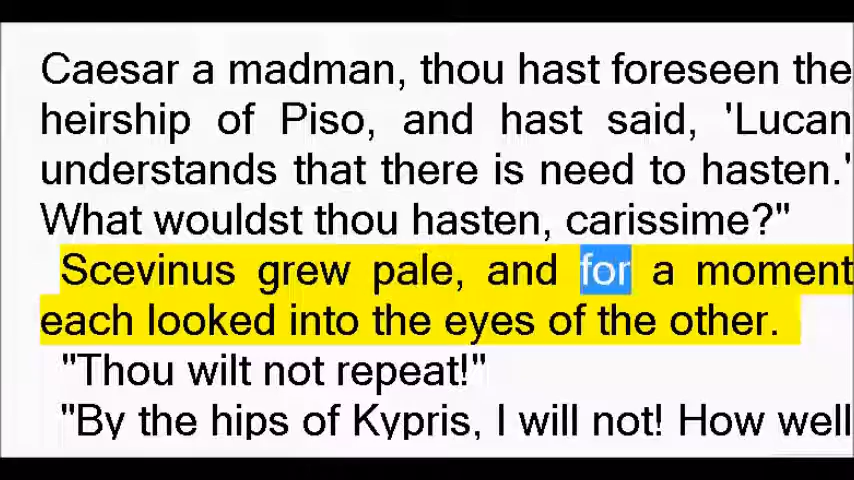 Caesar a madman, thou hast foreseen the
heirship of Piso, and hast said, 'Lucan
understands that there is need to hasten.'
What wouldst thou hasten, carissime?"
Scevinus grew pale, and for a moment
each looked into the eyes of the other.
"Thou wilt not repeat!"
"By the hips of Kypris, I will not! How well